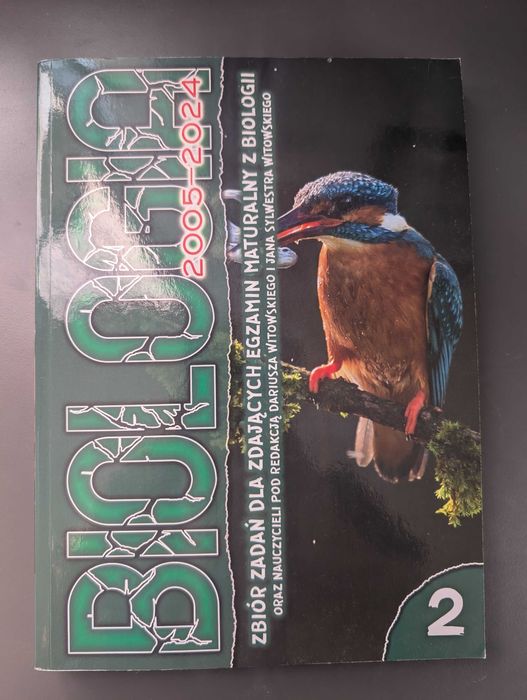 BIOLOGIA
2005-2024
ZBIÓR ZADAŃ DLA ZDAJĄCYCH EGZAMIN MATURALNY Z BIOLOGII
ORAZ NAUCZYCIELI POD REDAKCJĄ DARIUSZA WITOWSKIEGO I JANA SYLWESTRA WITOWSKIEGO
2